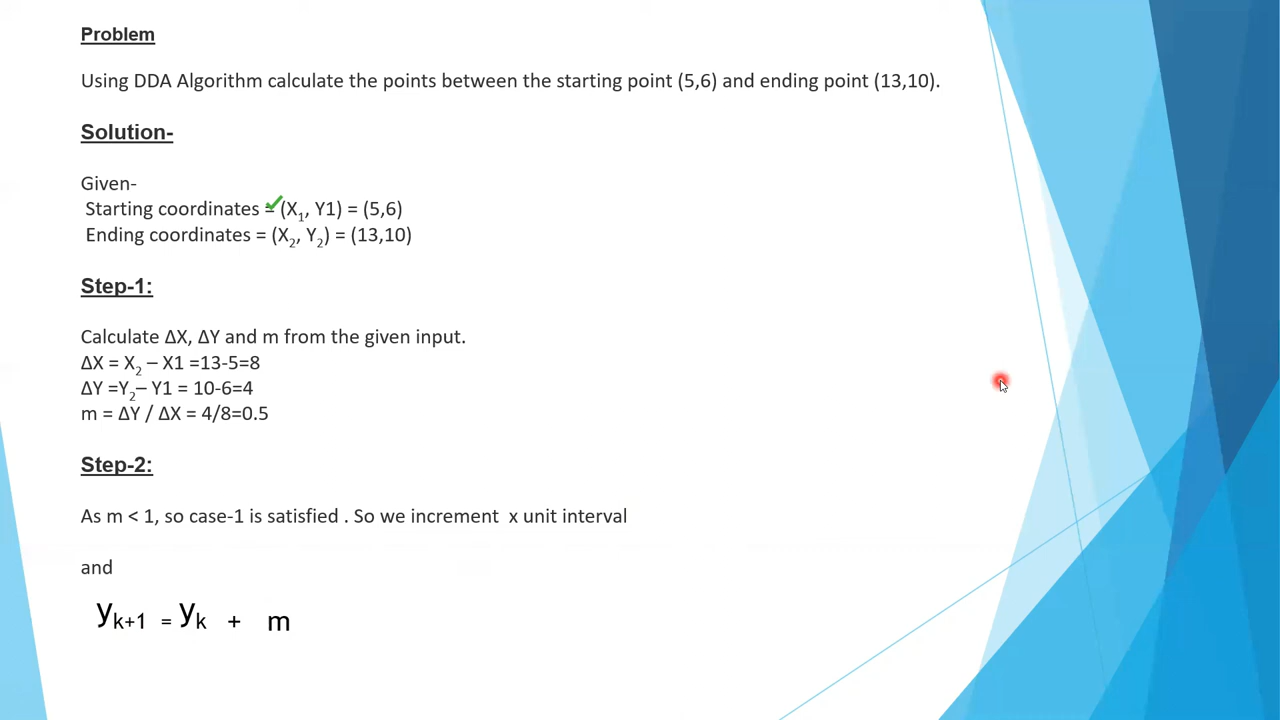 Problem
Using DDA Algorithm calculate the points between the starting point (5,6) and ending point (13,10).
Solution-
Given-
Starting coordinates = (X₁, Y1) = (5,6)
Ending coordinates = (X₂, Y₂) = (13,10)
Step-1:
Calculate ΔX, ΔY and m from the given input.
ΔX = X₂ – X1 =13-5=8
ΔY =Y₂– Y1 = 10-6=4
m = ΔY / ΔX = 4/8=0.5
Step-2:
As m < 1, so case-1 is satisfied . So we increment x unit interval
and
yₖ₊₁ = yₖ + m